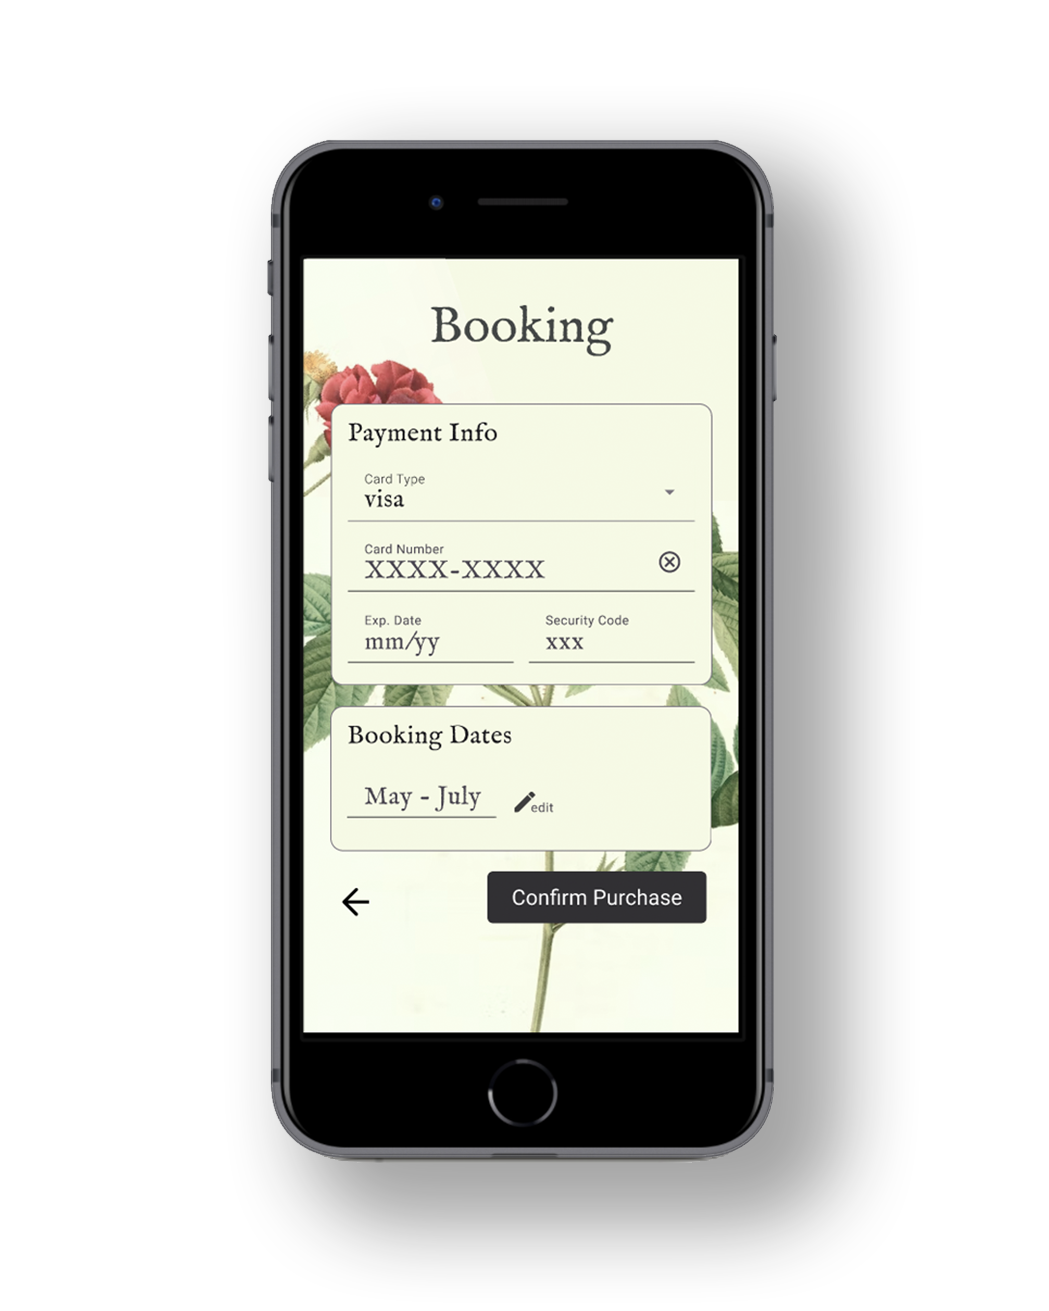 Booking
Payment Info
Card Type
visa
Card Number
XXXX-XXXX
Exp. Date
Security Code
mm/yy
xxx
Booking Dates
May - July
edit
Confirm Purchase